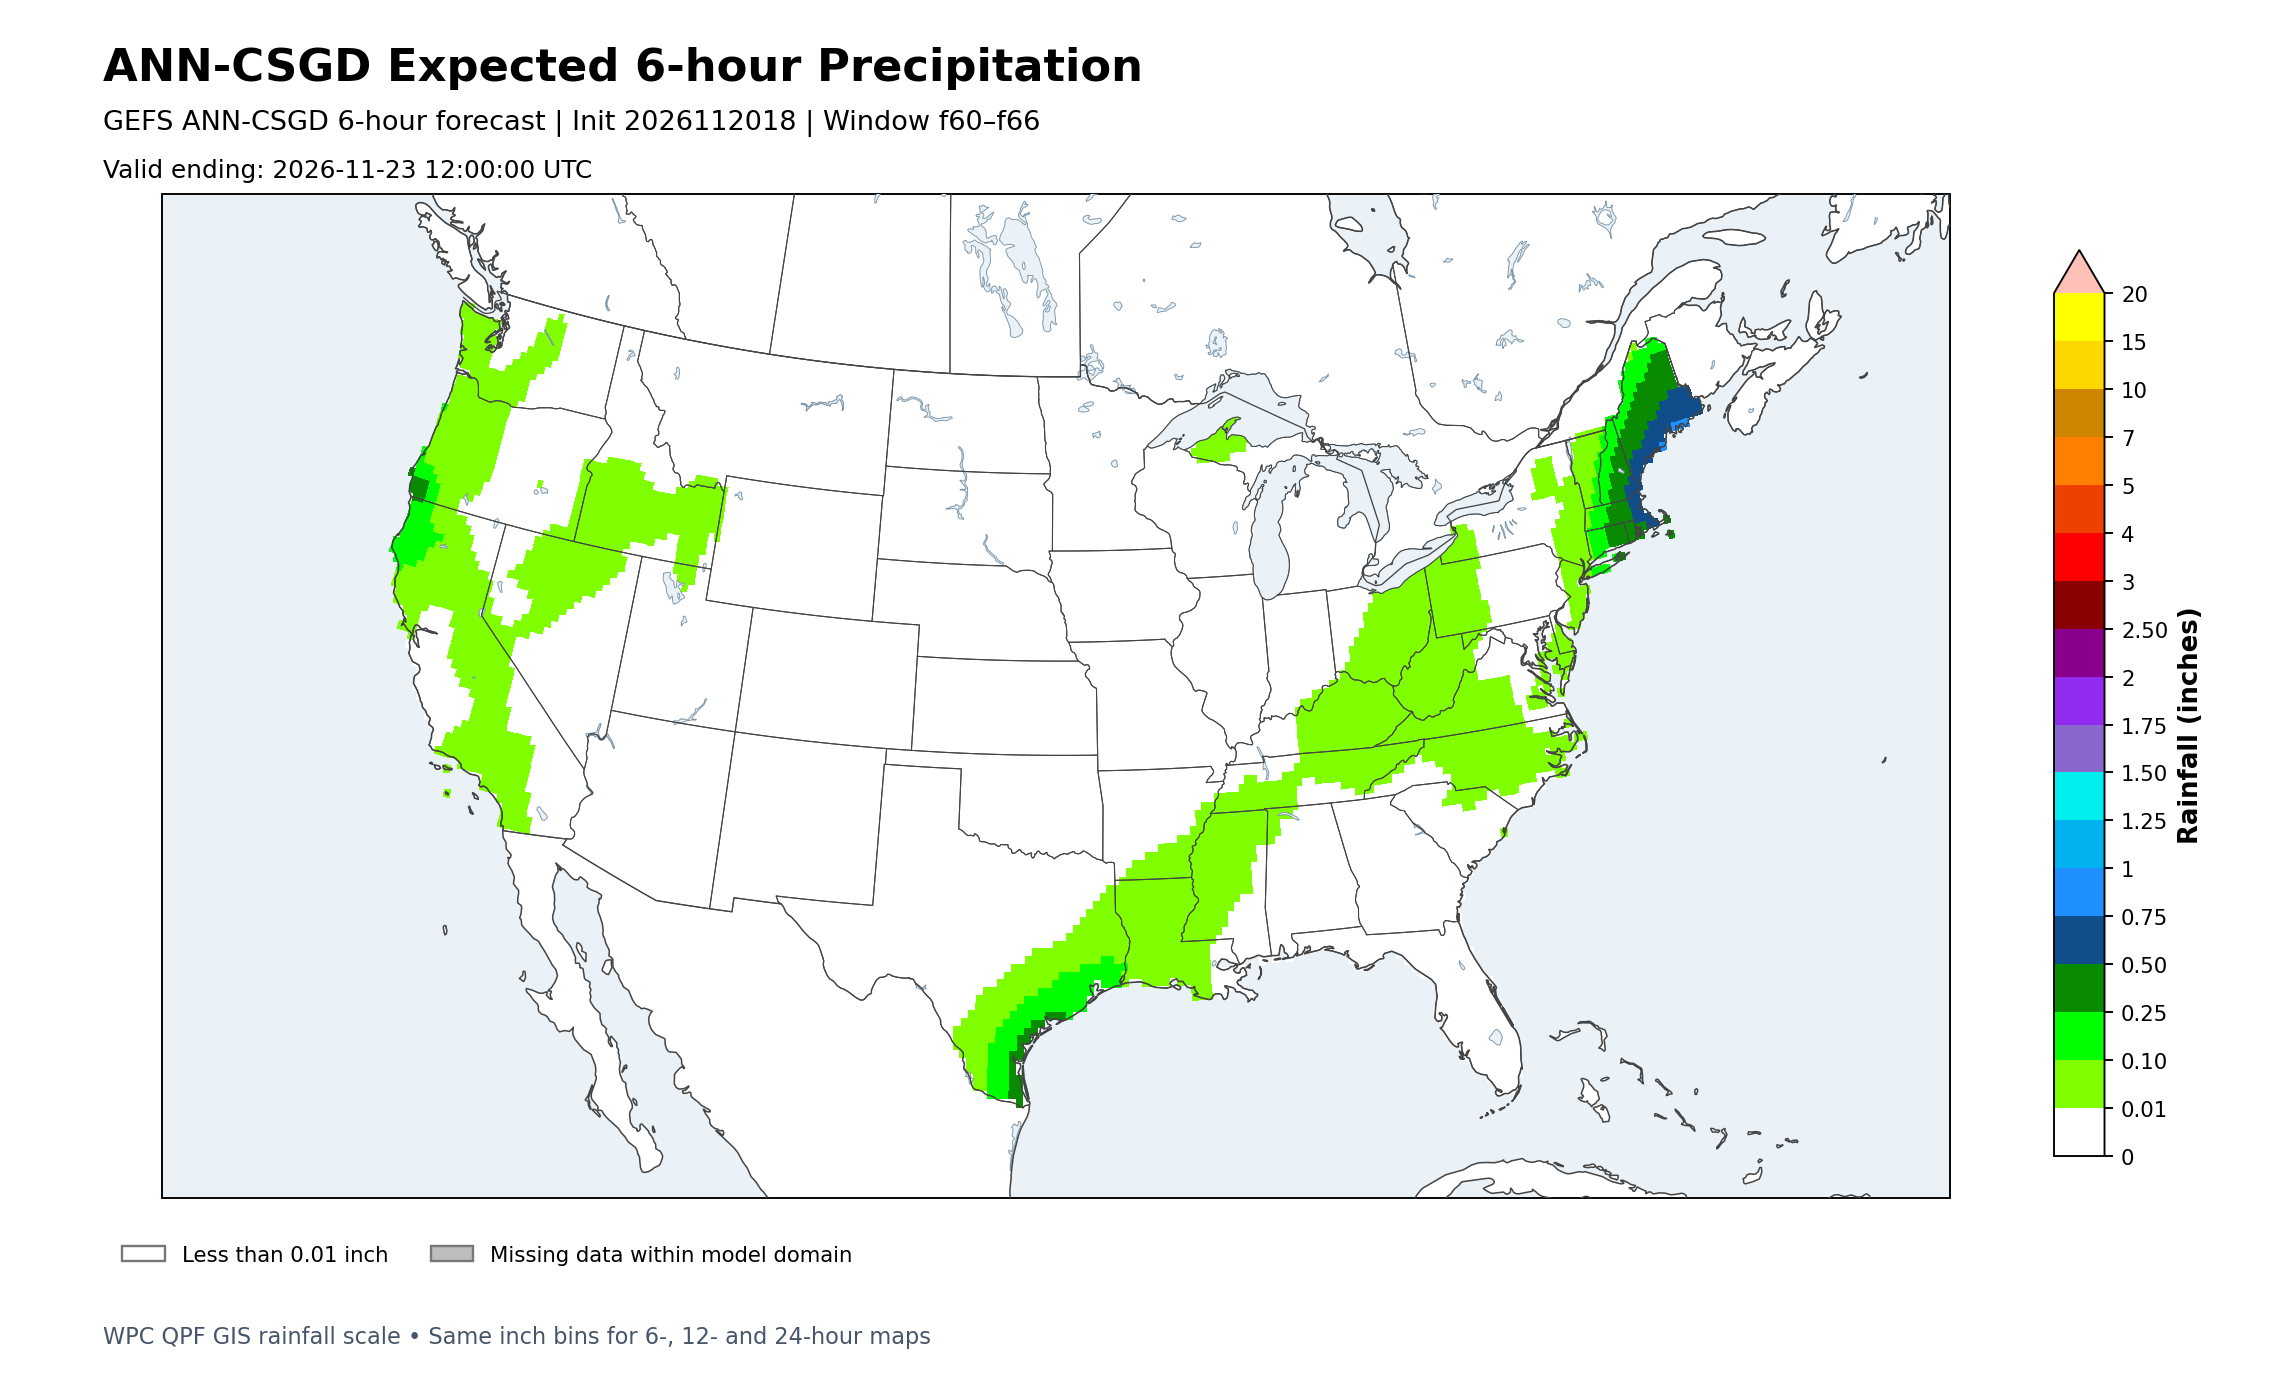 ANN-CSGD Expected 6-hour Precipitation
GEFS ANN-CSGD 6-hour forecast | Init 2026112018 | Window f60–f66
Valid ending: 2026-11-23 12:00:00 UTC
20
15
10
7
5
4
3
2.50
2
1.75
1.50
1.25
1
0.75
0.50
0.25
0.10
0.01
0
Rainfall (inches)
Less than 0.01 inch
Missing data within model domain
WPC QPF GIS rainfall scale • Same inch bins for 6-, 12- and 24-hour maps